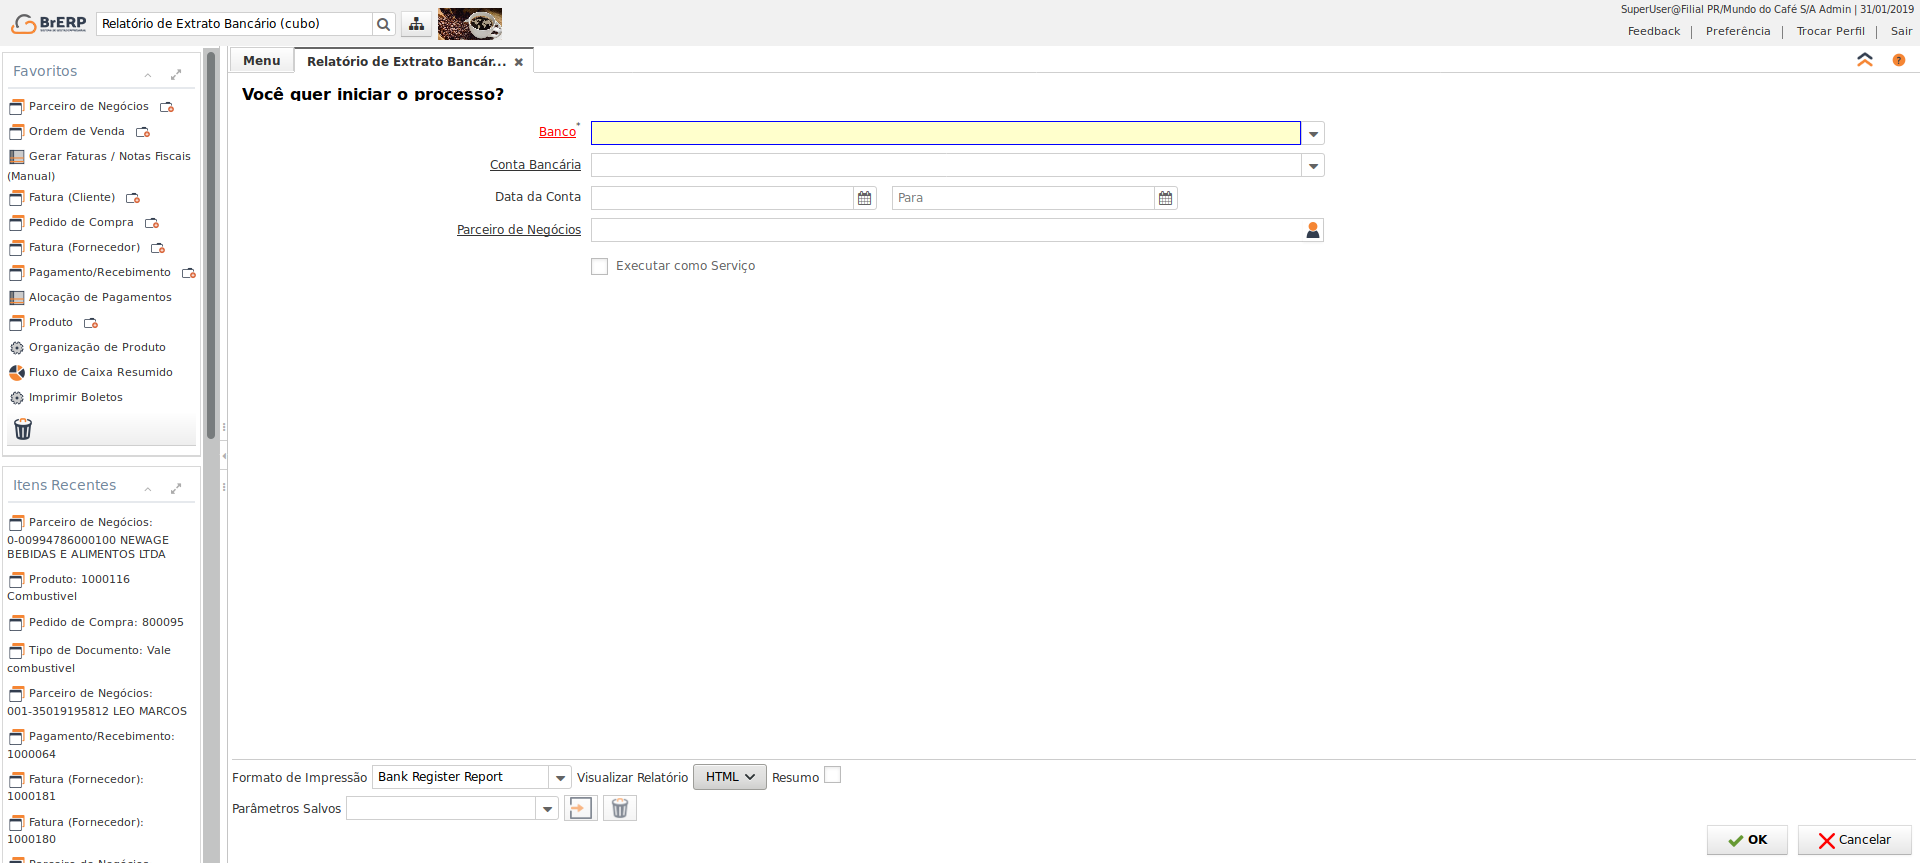 BrERP
Relatório de Extrato Bancário (cubo)
SuperUser@Filial PR/Mundo do Café S/A Admin | 31/01/2019
Feedback | Preferência | Trocar Perfil | Sair
Favoritos
Parceiro de Negócios
Ordem de Venda
Gerar Faturas / Notas Fiscais
(Manual)
Fatura (Cliente)
Pedido de Compra
Fatura (Fornecedor)
Pagamento/Recebimento
Alocação de Pagamentos
Produto
Organização de Produto
Fluxo de Caixa Resumido
Imprimir Boletos
Itens Recentes
Parceiro de Negócios:
0-00994786000100 NEWAGE
BEBIDAS E ALIMENTOS LTDA
Produto: 1000116
Combustivel
Pedido de Compra: 800095
Tipo de Documento: Vale
combustivel
Parceiro de Negócios:
001-35019195812 LEO MARCOS
Pagamento/Recebimento:
1000064
Fatura (Fornecedor):
1000181
Fatura (Fornecedor):
1000180
Parceiro de Negócios
Menu
Relatório de Extrato Bancár...
Você quer iniciar o processo?
Banco*
Conta Bancária
Data da Conta
Para
Parceiro de Negócios
Executar como Serviço
Formato de Impressão Bank Register Report Visualizar Relatório HTML Resumo
Parâmetros Salvos
OK Cancelar